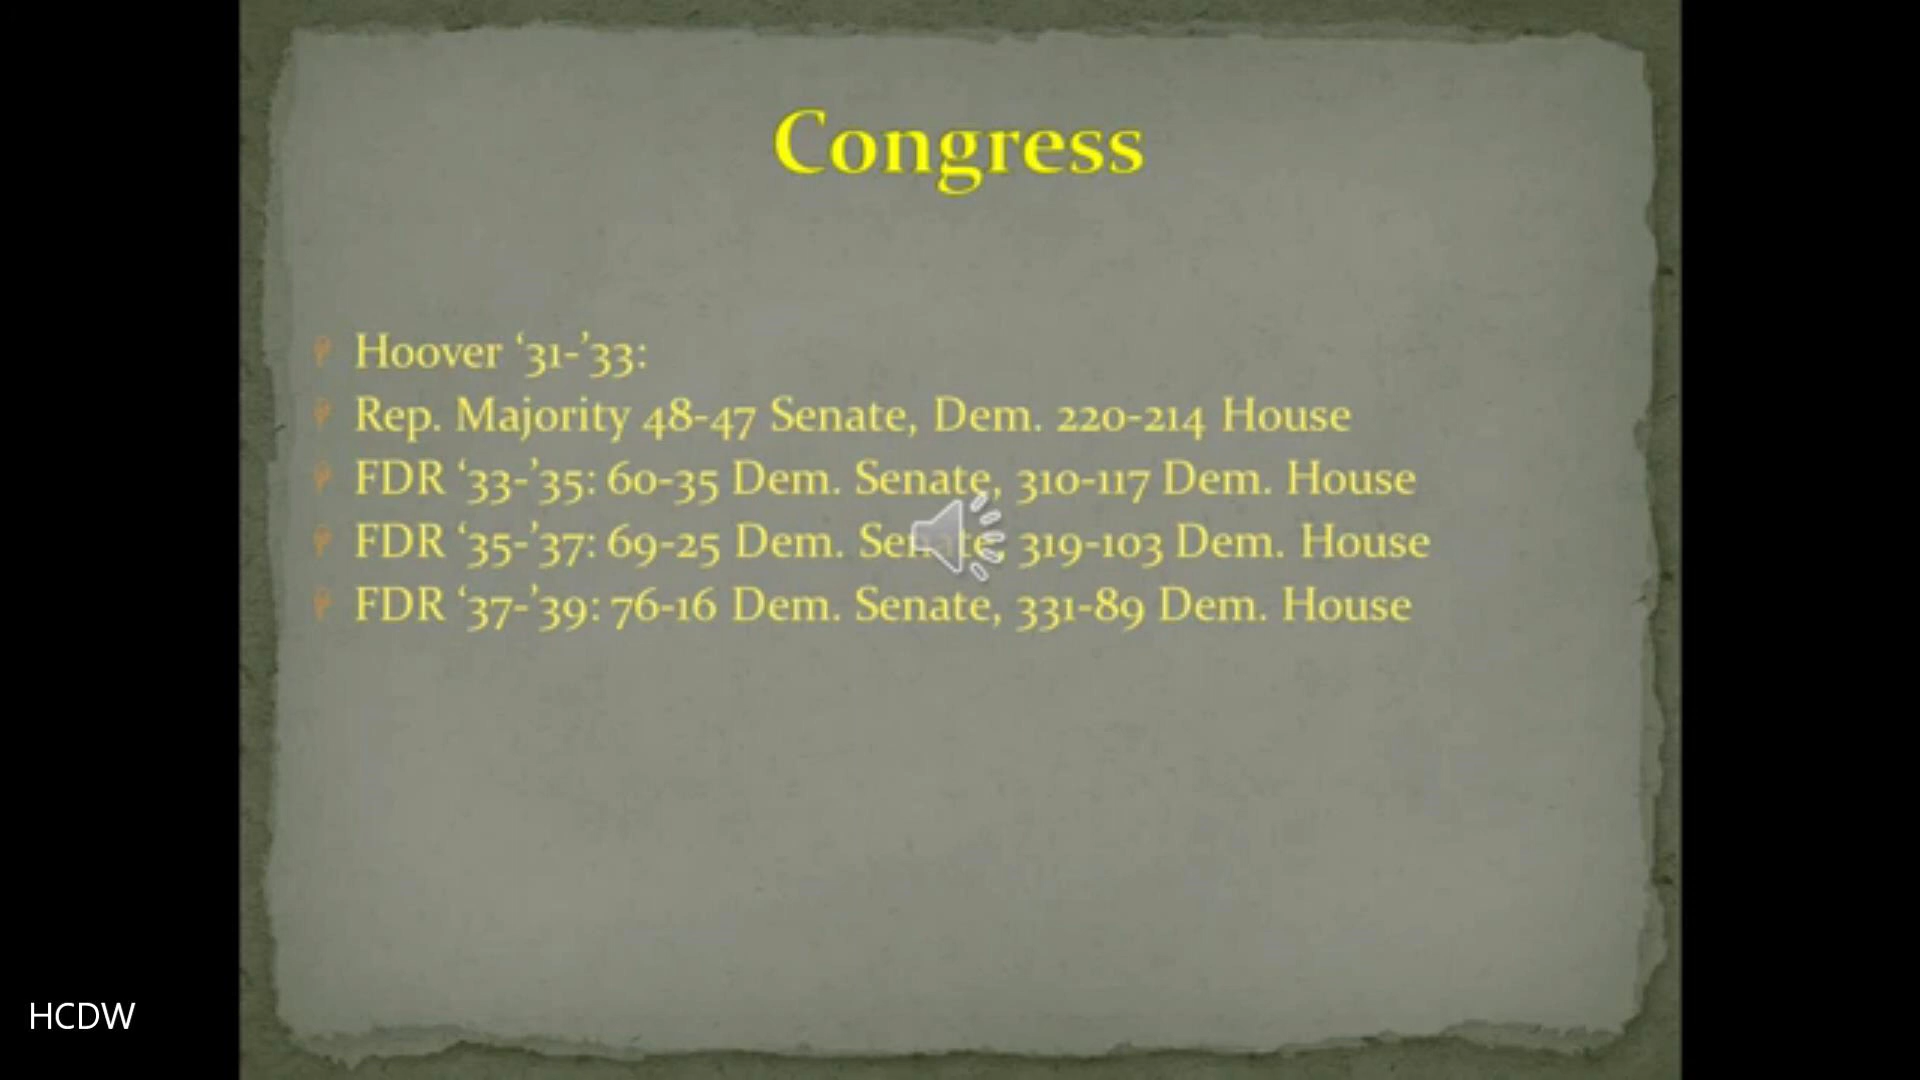 Congress
Hoover ‘31-’33:
Rep. Majority 48-47 Senate, Dem. 220-214 House
FDR ‘33-’35: 60-35 Dem. Senate, 310-117 Dem. House
FDR ‘35-’37: 69-25 Dem. Senate, 319-103 Dem. House
FDR ‘37-’39: 76-16 Dem. Senate, 331-89 Dem. House
HCDW